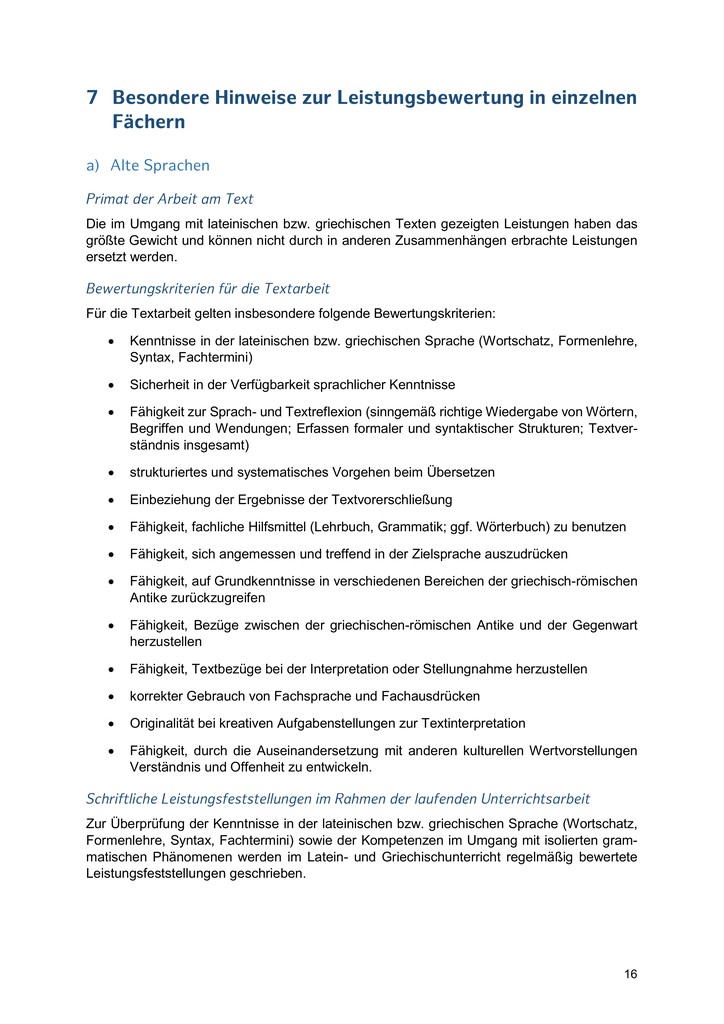 7 Besondere Hinweise zur Leistungsbewertung in einzelnen
Fächern
a) Alte Sprachen
Primat der Arbeit am Text
Die im Umgang mit lateinischen bzw. griechischen Texten gezeigten Leistungen haben das
größte Gewicht und können nicht durch in anderen Zusammenhängen erbrachte Leistungen
ersetzt werden.
Bewertungskriterien für die Textarbeit
Für die Textarbeit gelten insbesondere folgende Bewertungskriterien:
• Kenntnisse in der lateinischen bzw. griechischen Sprache (Wortschatz, Formenlehre,
Syntax, Fachtermini)
• Sicherheit in der Verfügbarkeit sprachlicher Kenntnisse
• Fähigkeit zur Sprach- und Textreflexion (sinngemäß richtige Wiedergabe von Wörtern,
Begriffen und Wendungen; Erfassen formaler und syntaktischer Strukturen; Textver-
ständnis insgesamt)
• strukturiertes und systematisches Vorgehen beim Übersetzen
• Einbeziehung der Ergebnisse der Textvorerschließung
• Fähigkeit, fachliche Hilfsmittel (Lehrbuch, Grammatik; ggf. Wörterbuch) zu benutzen
• Fähigkeit, sich angemessen und treffend in der Zielsprache auszudrücken
• Fähigkeit, auf Grundkenntnisse in verschiedenen Bereichen der griechisch-römischen
Antike zurückzugreifen
• Fähigkeit, Bezüge zwischen der griechischen-römischen Antike und der Gegenwart
herzustellen
• Fähigkeit, Textbezüge bei der Interpretation oder Stellungnahme herzustellen
• korrekter Gebrauch von Fachsprache und Fachausdrücken
• Originalität bei kreativen Aufgabenstellungen zur Textinterpretation
• Fähigkeit, durch die Auseinandersetzung mit anderen kulturellen Wertvorstellungen
Verständnis und Offenheit zu entwickeln.
Schriftliche Leistungsfeststellungen im Rahmen der laufenden Unterrichtsarbeit
Zur Überprüfung der Kenntnisse in der lateinischen bzw. griechischen Sprache (Wortschatz,
Formenlehre, Syntax, Fachtermini) sowie der Kompetenzen im Umgang mit isolierten gram-
matischen Phänomenen werden im Latein- und Griechischunterricht regelmäßig bewertete
Leistungsfeststellungen geschrieben.
16